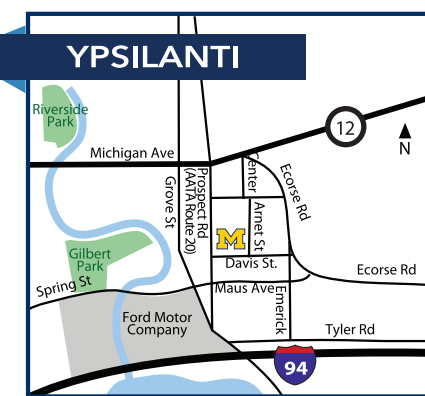 YPSILANTI
Riverside
Park
12
N
Michigan Ave
Center
Ecorse Rd
Grove St
Prospect Rd
(AATA Route 20)
Arnet St
M
Gilbert
Park
Davis St.
Ecorse Rd
Spring St
Maus Ave
Emerick
Ford Motor
Company
Tyler Rd
94